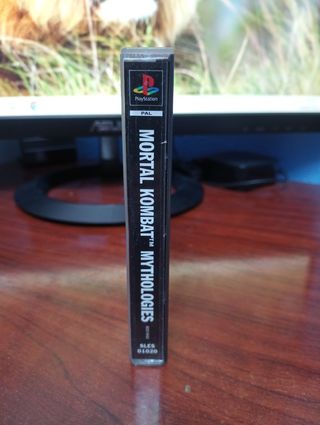 PlayStation
PAL
MORTAL KOMBAT™ MYTHOLOGIES
SLES
01020